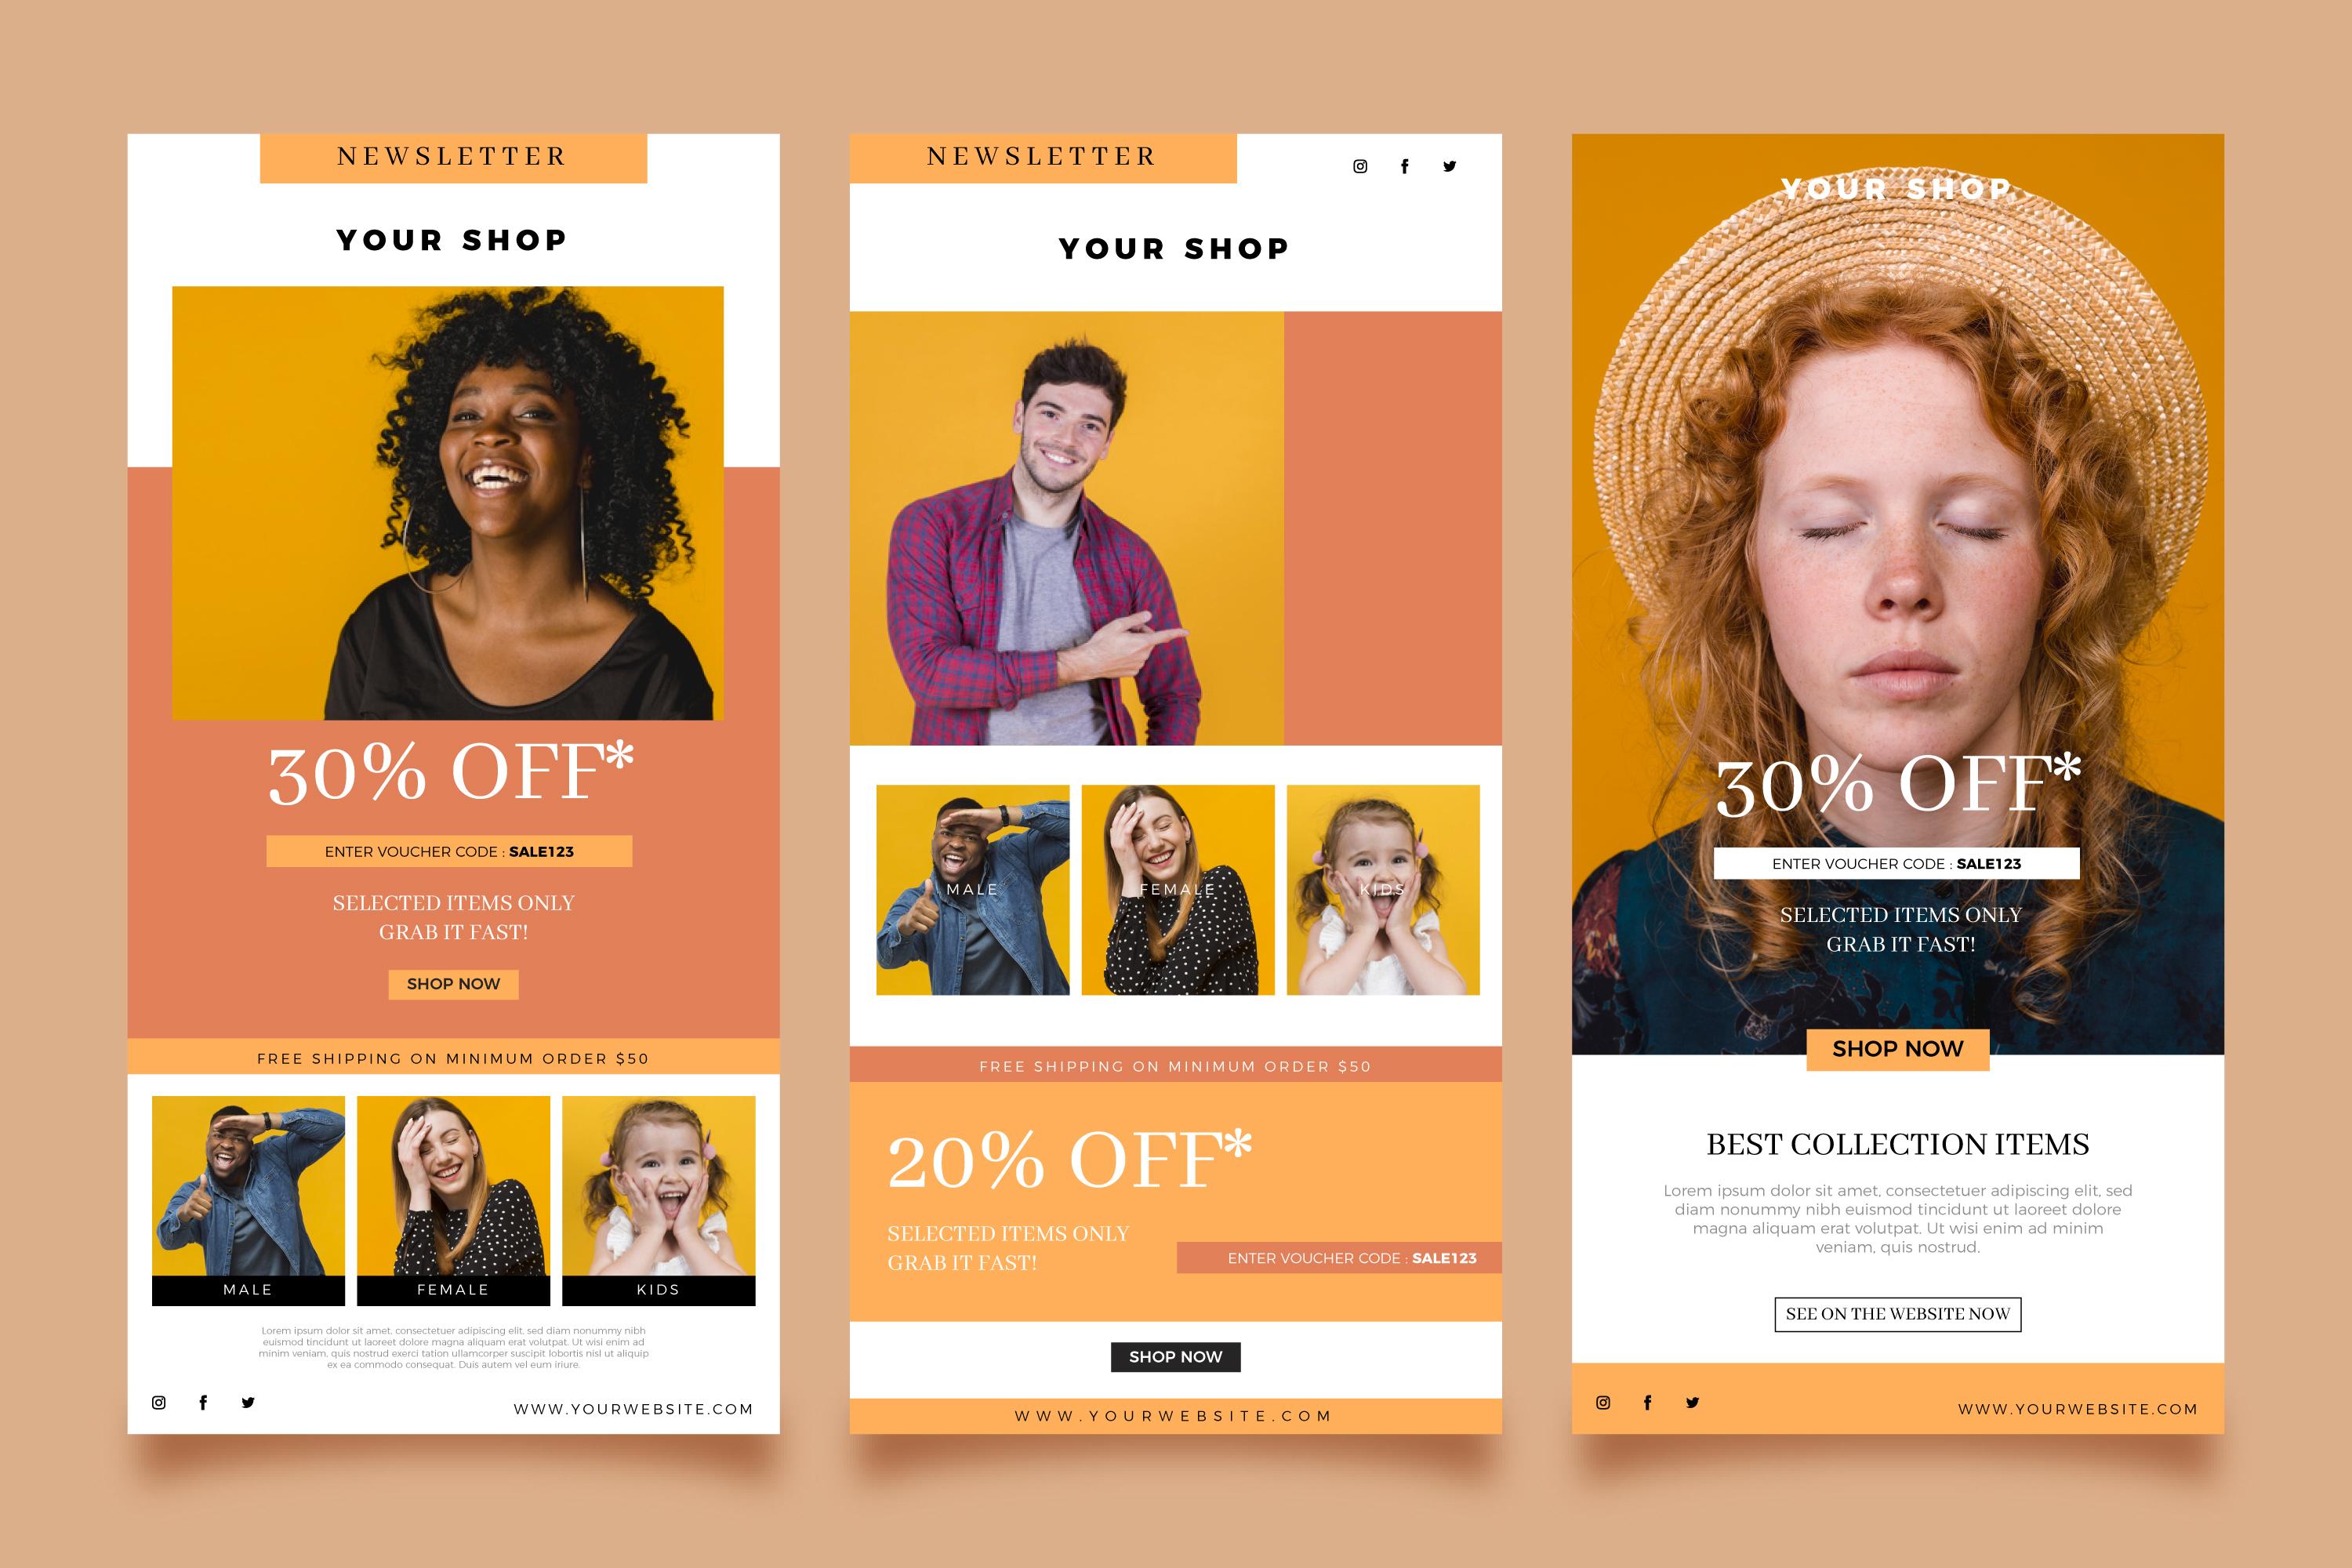 NEWSLETTER
YOUR SHOP
30% OFF*
ENTER VOUCHER CODE : SALE123
SELECTED ITEMS ONLY
GRAB IT FAST!
SHOP NOW
FREE SHIPPING ON MINIMUM ORDER $50
MALE
FEMALE
KIDS
Lorem ipsum dolor sit amet, consectetuer adipiscing elit, sed diam nonummy nibh
euismod tincidunt ut laoreet dolore magna aliquam erat volutpat. Ut wisi enim ad
minim veniam, quis nostrud exerci tation ullamcorper suscipit lobortis nisl ut aliquip
ex ea commodo consequat. Duis autem vel eum iriure.
WWW.YOURWEBSITE.COM
NEWSLETTER
YOUR SHOP
MALE
FEMALE
KIDS
FREE SHIPPING ON MINIMUM ORDER $50
20% OFF*
SELECTED ITEMS ONLY
GRAB IT FAST!
ENTER VOUCHER CODE : SALE123
SHOP NOW
WWW.YOURWEBSITE.COM
YOUR SHOP
30% OFF*
ENTER VOUCHER CODE : SALE123
SELECTED ITEMS ONLY
GRAB IT FAST!
SHOP NOW
BEST COLLECTION ITEMS
Lorem ipsum dolor sit amet, consectetuer adipiscing elit, sed
diam nonummy nibh euismod tincidunt ut laoreet dolore
magna aliquam erat volutpat. Ut wisi enim ad minim
veniam, quis nostrud.
SEE ON THE WEBSITE NOW
WWW.YOURWEBSITE.COM